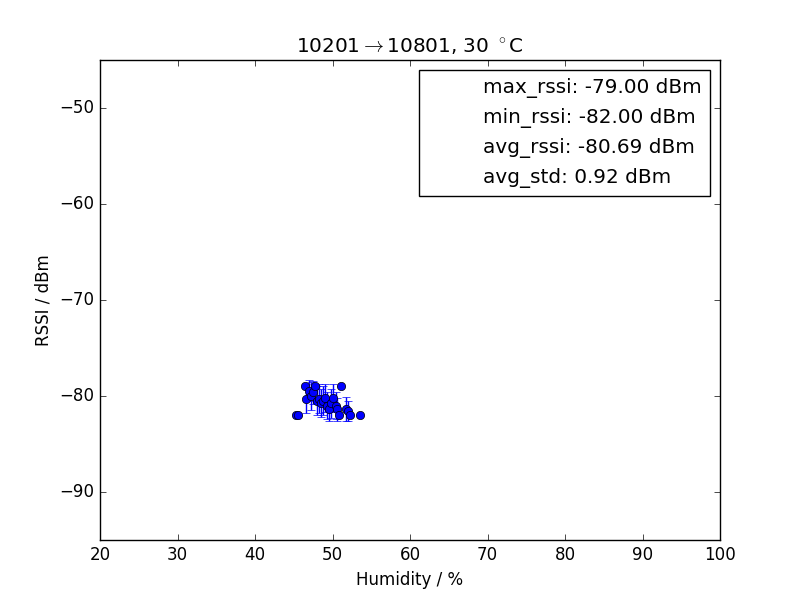 10201→10801, 30 °C
max_rssi: -79.00 dBm
min_rssi: -82.00 dBm
avg_rssi: -80.69 dBm
avg_std: 0.92 dBm
RSSI / dBm
−50
−60
−70
−80
−90
20 30 40 50 60 70 80 90 100
Humidity / %